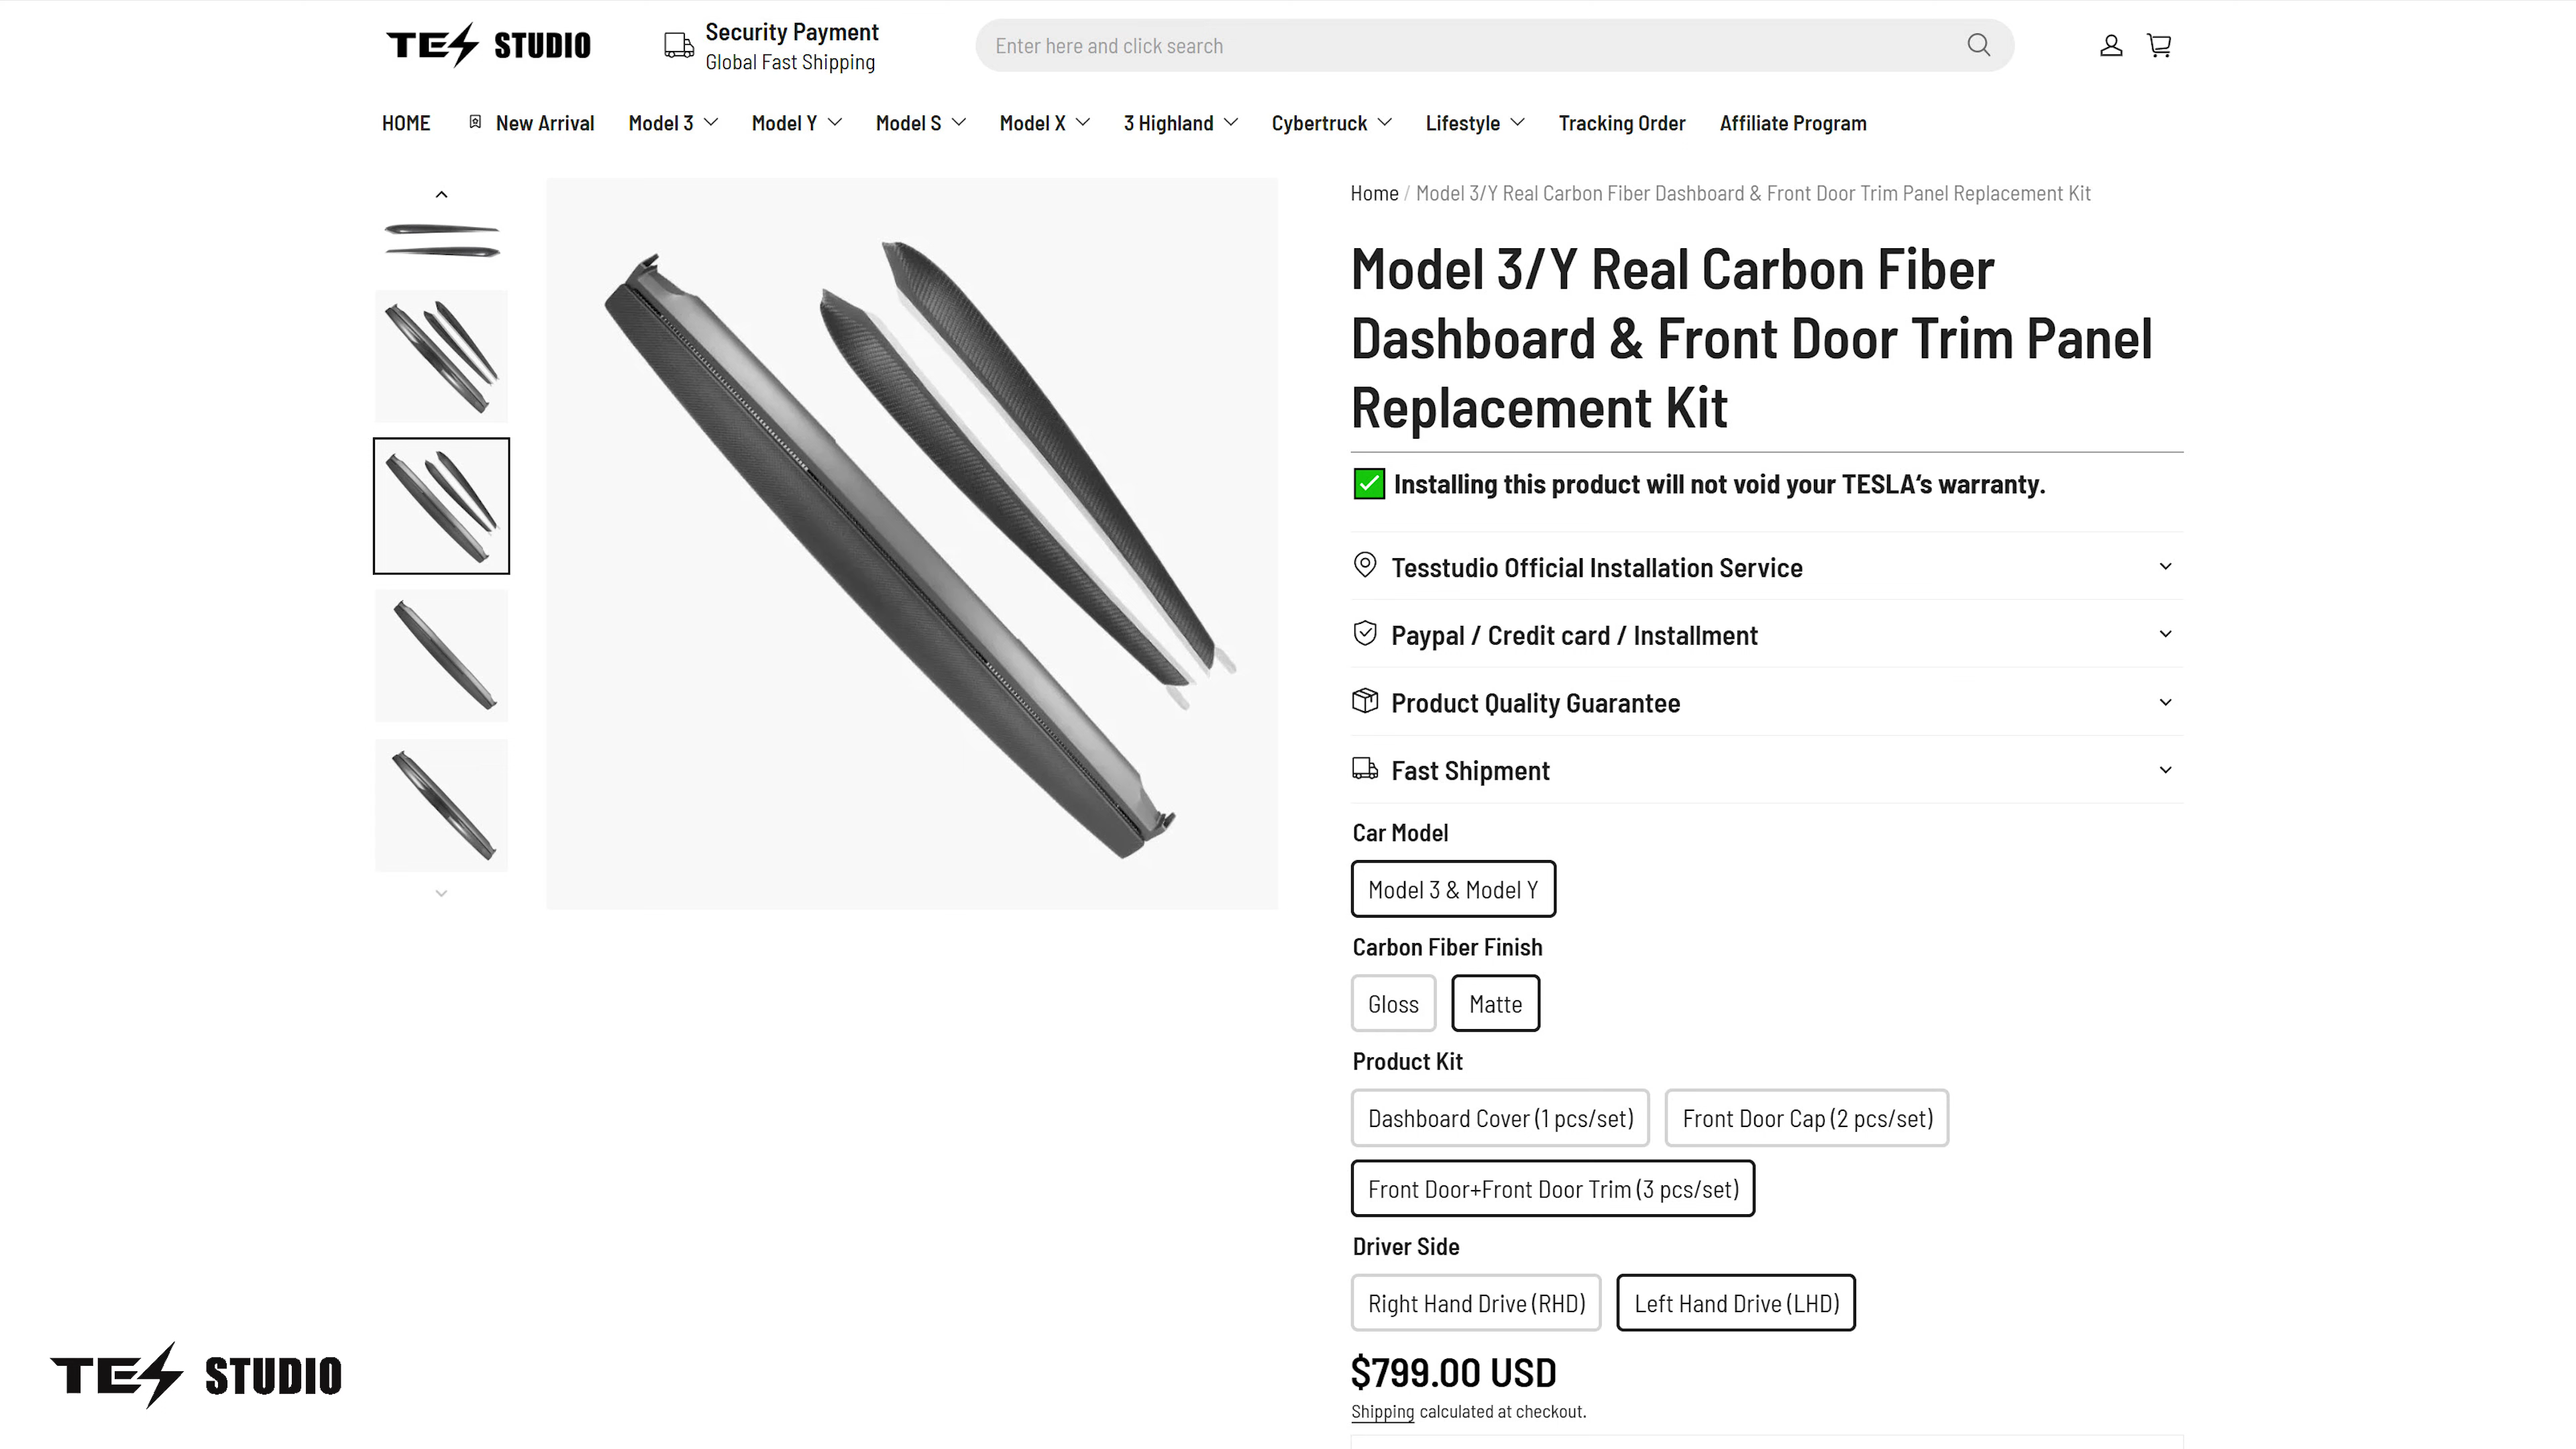 TES STUDIO
Security Payment
Global Fast Shipping
Enter here and click search
HOME New Arrival Model 3 Model Y Model S Model X 3 Highland Cybertruck Lifestyle Tracking Order Affiliate Program
Home / Model 3/Y Real Carbon Fiber Dashboard & Front Door Trim Panel Replacement Kit
Model 3/Y Real Carbon Fiber
Dashboard & Front Door Trim Panel
Replacement Kit
Installing this product will not void your TESLA‘s warranty.
Tesstudio Official Installation Service
Paypal / Credit card / Installment
Product Quality Guarantee
Fast Shipment
Car Model
Model 3 & Model Y
Carbon Fiber Finish
Gloss Matte
Product Kit
Dashboard Cover (1 pcs/set) Front Door Cap (2 pcs/set)
Front Door+Front Door Trim (3 pcs/set)
Driver Side
Right Hand Drive (RHD) Left Hand Drive (LHD)
$799.00 USD
Shipping calculated at checkout.
TES STUDIO